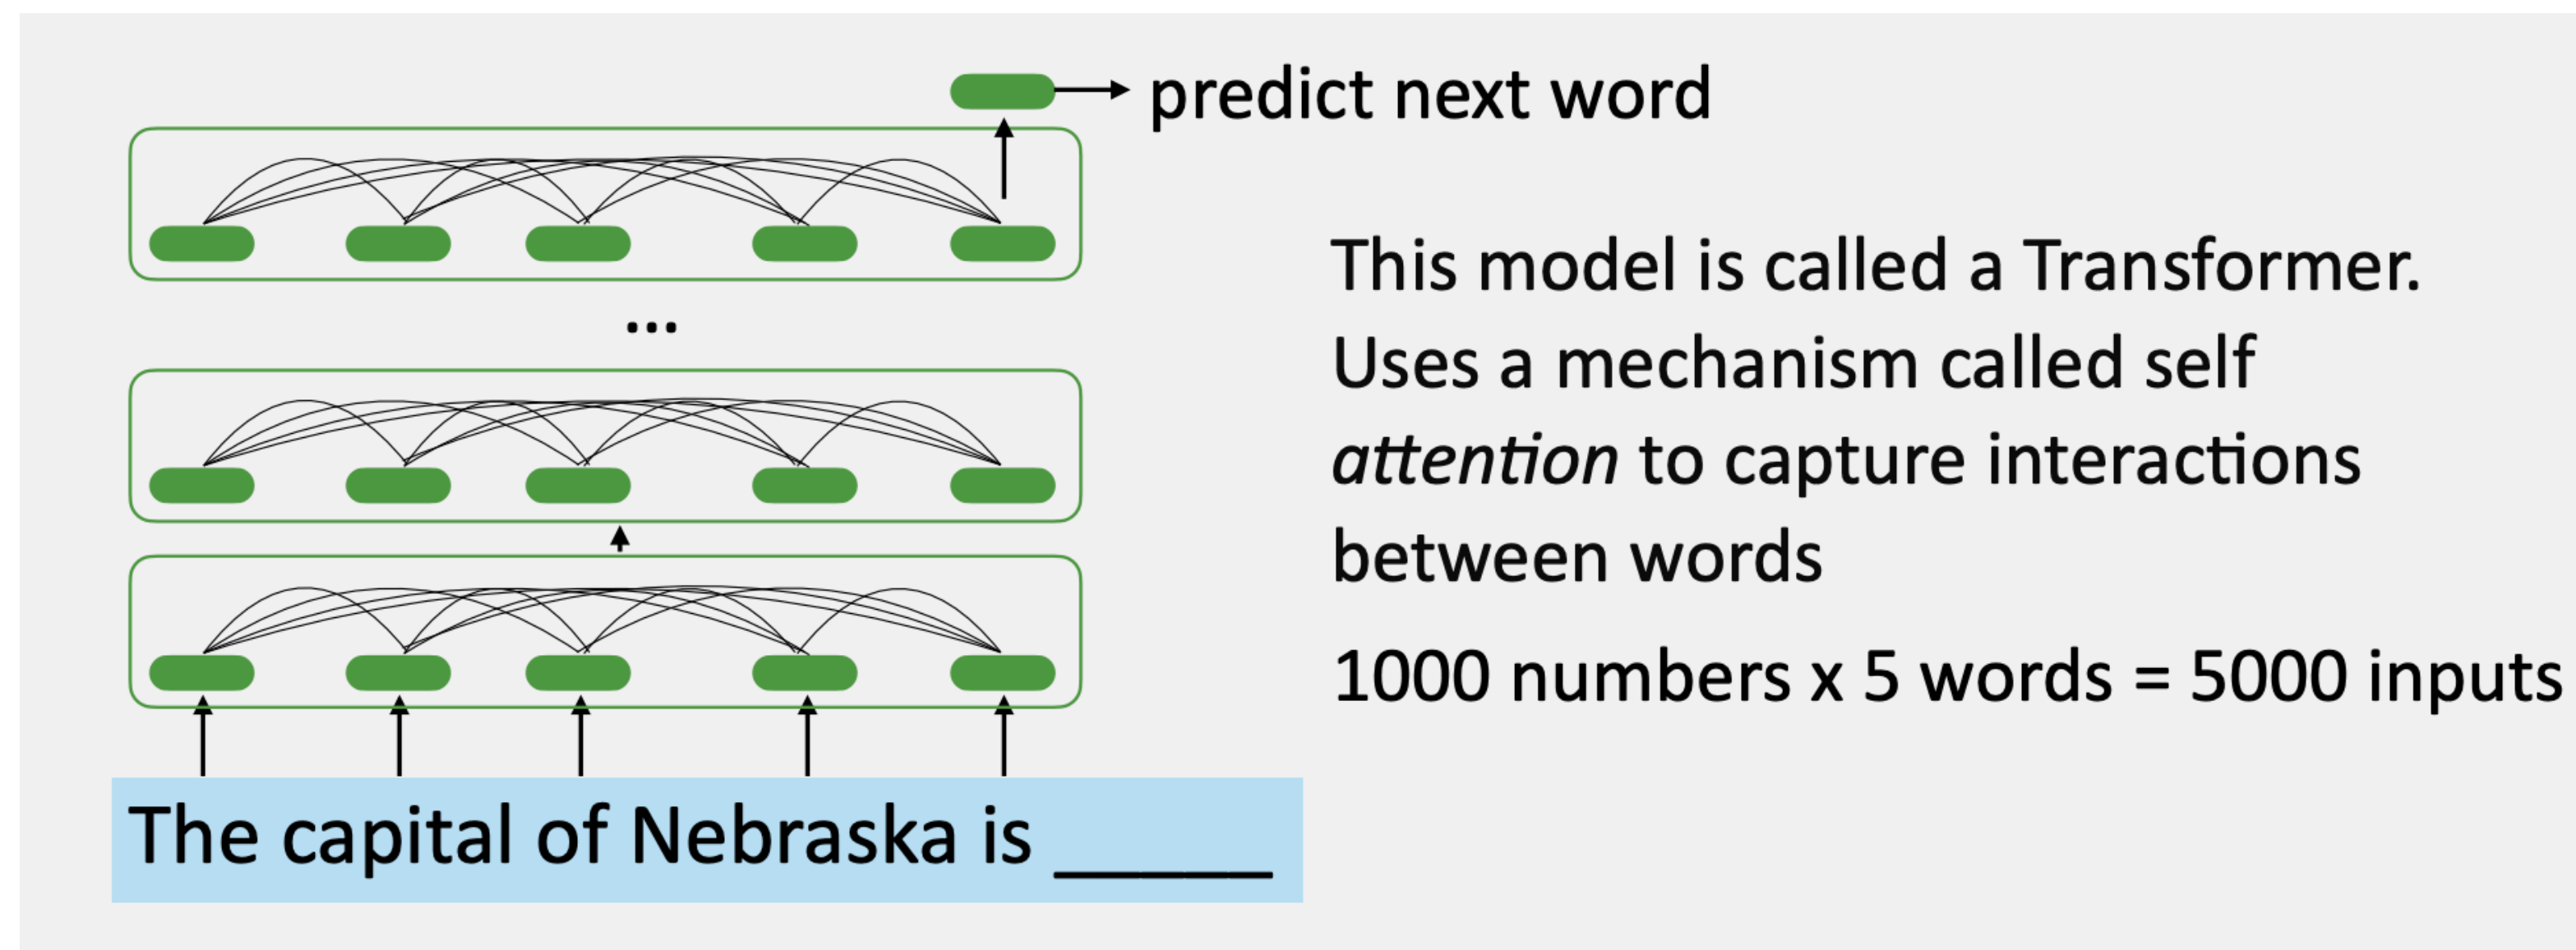 predict next word
This model is called a Transformer.
Uses a mechanism called self
attention to capture interactions
between words
...
1000 numbers x 5 words = 5000 inputs
The capital of Nebraska is _____